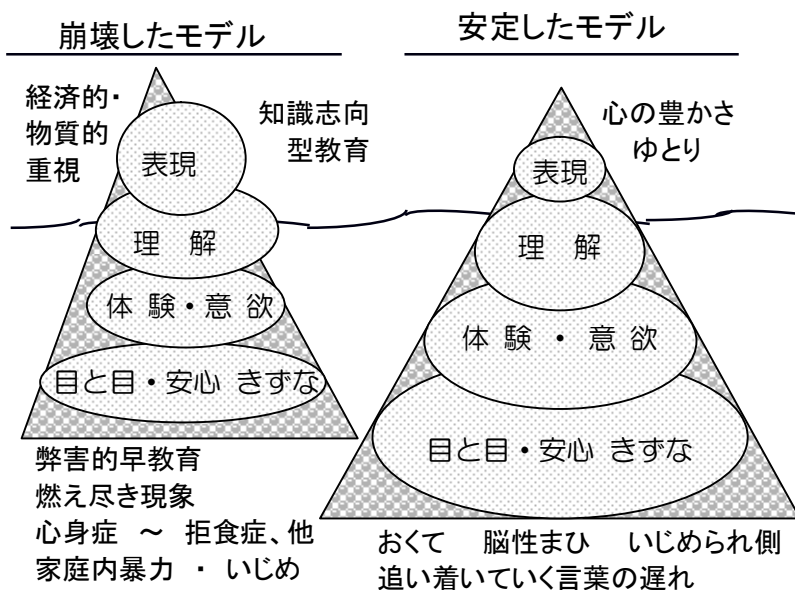 崩壊したモデル
経済的・
物質的
重視
知識志向
型教育
表現
理 解
体 験・意 欲
目と目・安心 きずな
弊害的早教育
燃え尽き現象
心身症 ～ 拒食症、他
家庭内暴力 ・ いじめ
安定したモデル
心の豊かさ
ゆとり
表現
理 解
体 験 ・ 意 欲
目と目・安心 きずな
おくて 脳性まひ いじめられ側
追い着いていく言葉の遅れ